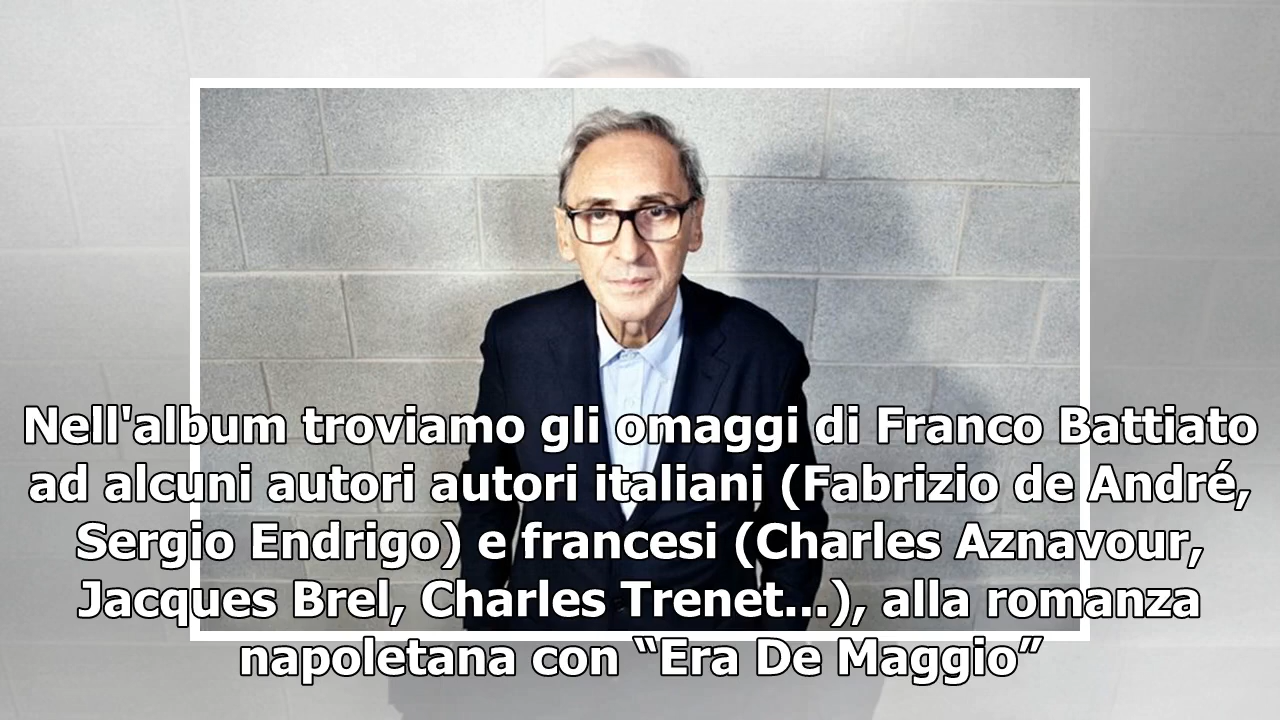 Nell'album troviamo gli omaggi di Franco Battiato
ad alcuni autori autori italiani (Fabrizio de André,
Sergio Endrigo) e francesi (Charles Aznavour,
Jacques Brel, Charles Trenet...), alla romanza
napoletana con “Era De Maggio”